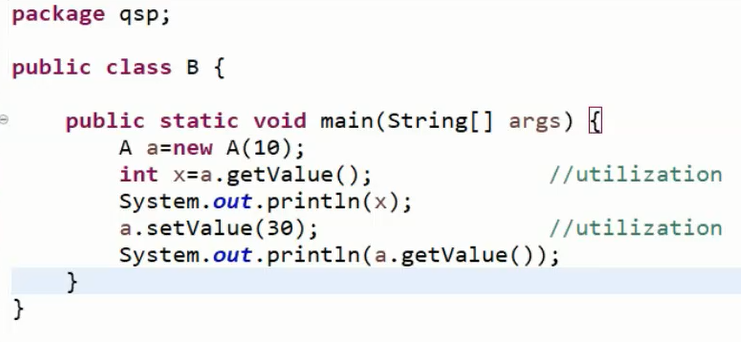 package qsp;
public class B {
public static void main(String[] args) {
A a=new A(10);
int x=a.getValue(); //utilization
System.out.println(x);
a.setValue(30); //utilization
System.out.println(a.getValue());
}
}